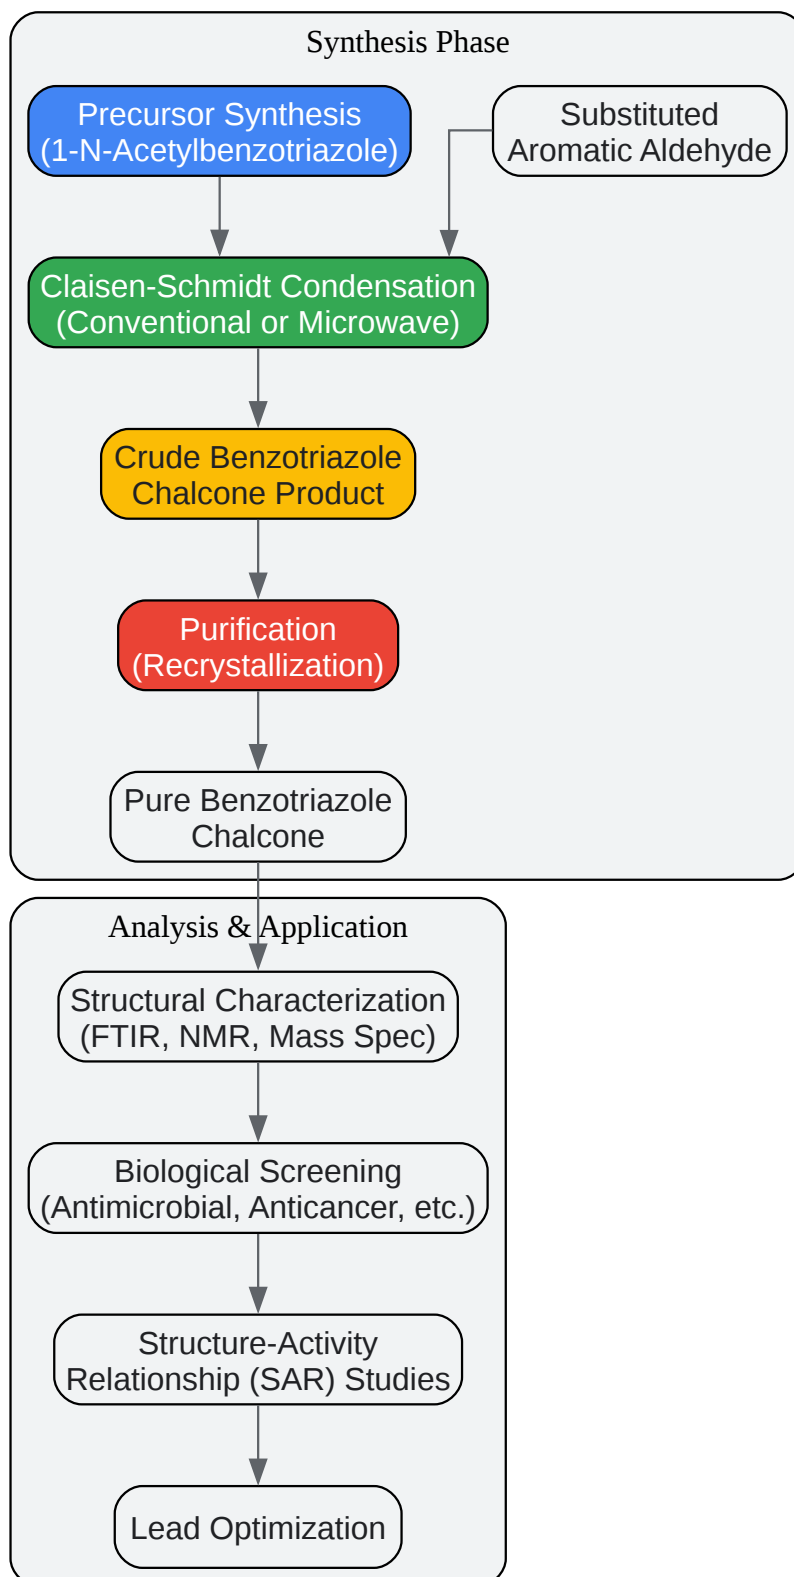 Synthesis Phase
Precursor Synthesis
(1-N-Acetylbenzotriazole)
Substituted
Aromatic Aldehyde
Claisen-Schmidt Condensation
(Conventional or Microwave)
Crude Benzotriazole
Chalcone Product
Purification
(Recrystallization)
Pure Benzotriazole
Chalcone
Analysis & Application
Structural Characterization
(FTIR, NMR, Mass Spec)
Biological Screening
(Antimicrobial, Anticancer, etc.)
Structure-Activity
Relationship (SAR) Studies
Lead Optimization